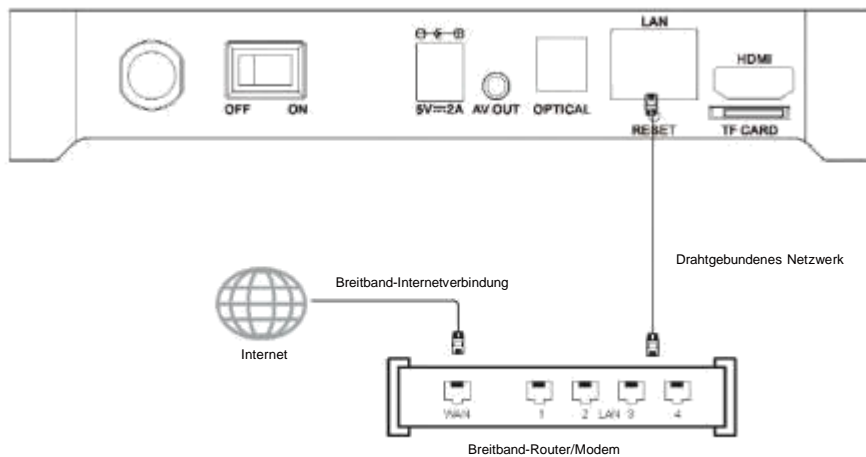 LAN
HDMI
OFF ON
5V⎓2A AV OUT OPTICAL
RESET TF CARD
Drahtgebundenes Netzwerk
Breitband-Internetverbindung
Internet
WAN 1 2 LAN 3 4
Breitband-Router/Modem